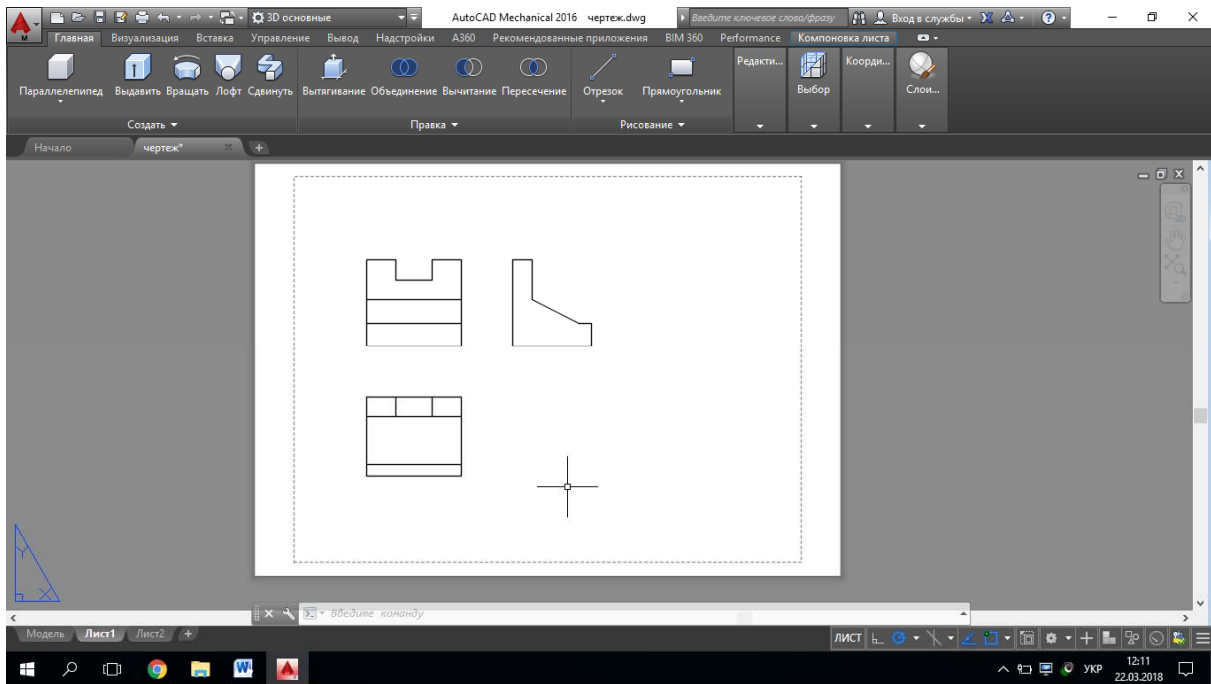 3D основные AutoCAD Mechanical 2016 чертеж.dwg Введите ключевое слово/фразу Вход в службы
M Главная Визуализация Вставка Управление Вывод Надстройки A360 Рекомендованные приложения BIM 360 Performance Компоновка листа
Параллелепипед Выдавить Вращать Лофт Сдвинуть Вытягивание Объединение Вычитание Пересечение Отрезок Прямоугольник Редакти... Выбор Коорди... Слои...
Создать Правка Рисование
Начало чертеж* +
Y
X
Введите команду
Модель Лист1 Лист2 + ЛИСТ
УКР 12:11
22.03.2018